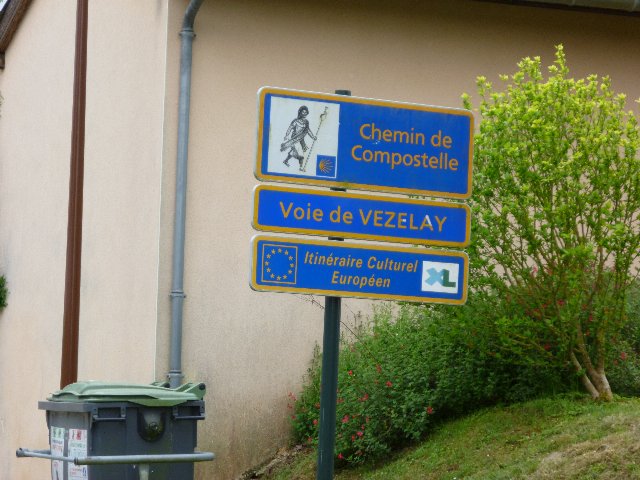 Chemin de
Compostelle
Voie de VEZELAY
Itinéraire Culturel
Européen
XL